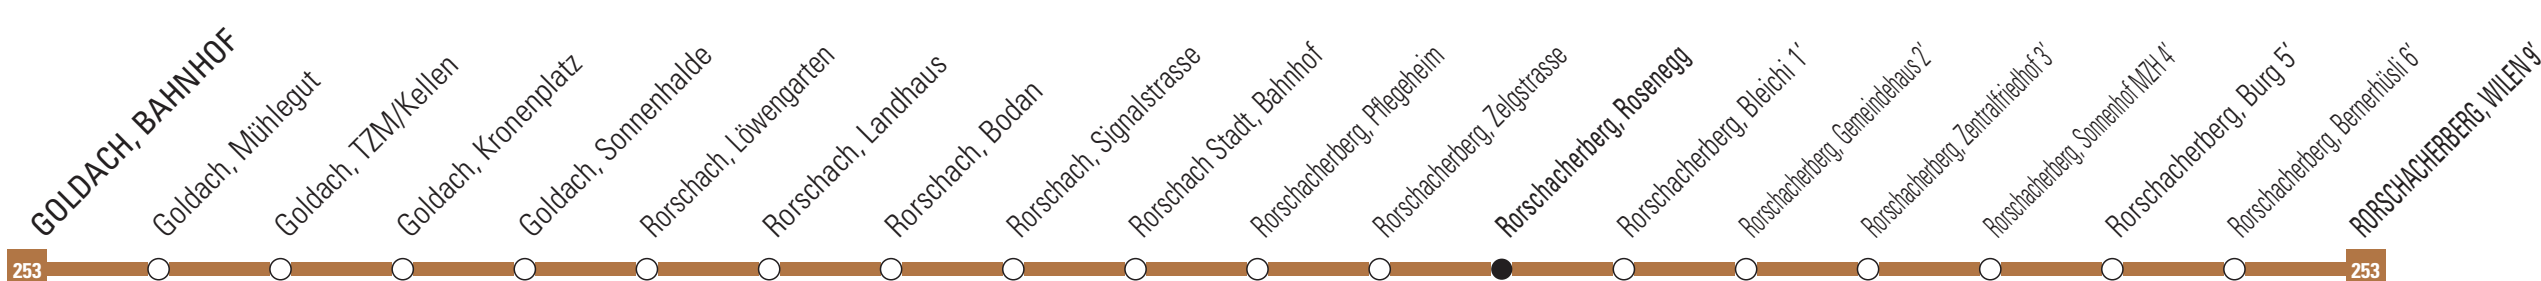 GOLDACH, BAHNHOF
Goldach, Mühlegut
Goldach, TZM/Kellen
Goldach, Kronenplatz
Goldach, Sonnenhalde
Rorschach, Löwengarten
Rorschach, Landhaus
Rorschach, Bodan
Rorschach, Signalstrasse
Rorschach Stadt, Bahnhof
Rorschacherberg, Pflegeheim
Rorschacherberg, Zelgstrasse
Rorschacherberg, Rosenegg
Rorschacherberg, Bleichi 1'
Rorschacherberg, Gemeindehaus 2'
Rorschacherberg, Zentralfriedhof 3'
Rorschacherberg, Sonnenhof MZH 4'
Rorschacherberg, Burg 5'
Rorschacherberg, Bernerhüsli 6'
RORSCHACHERBERG, WILEN 9'
253
253